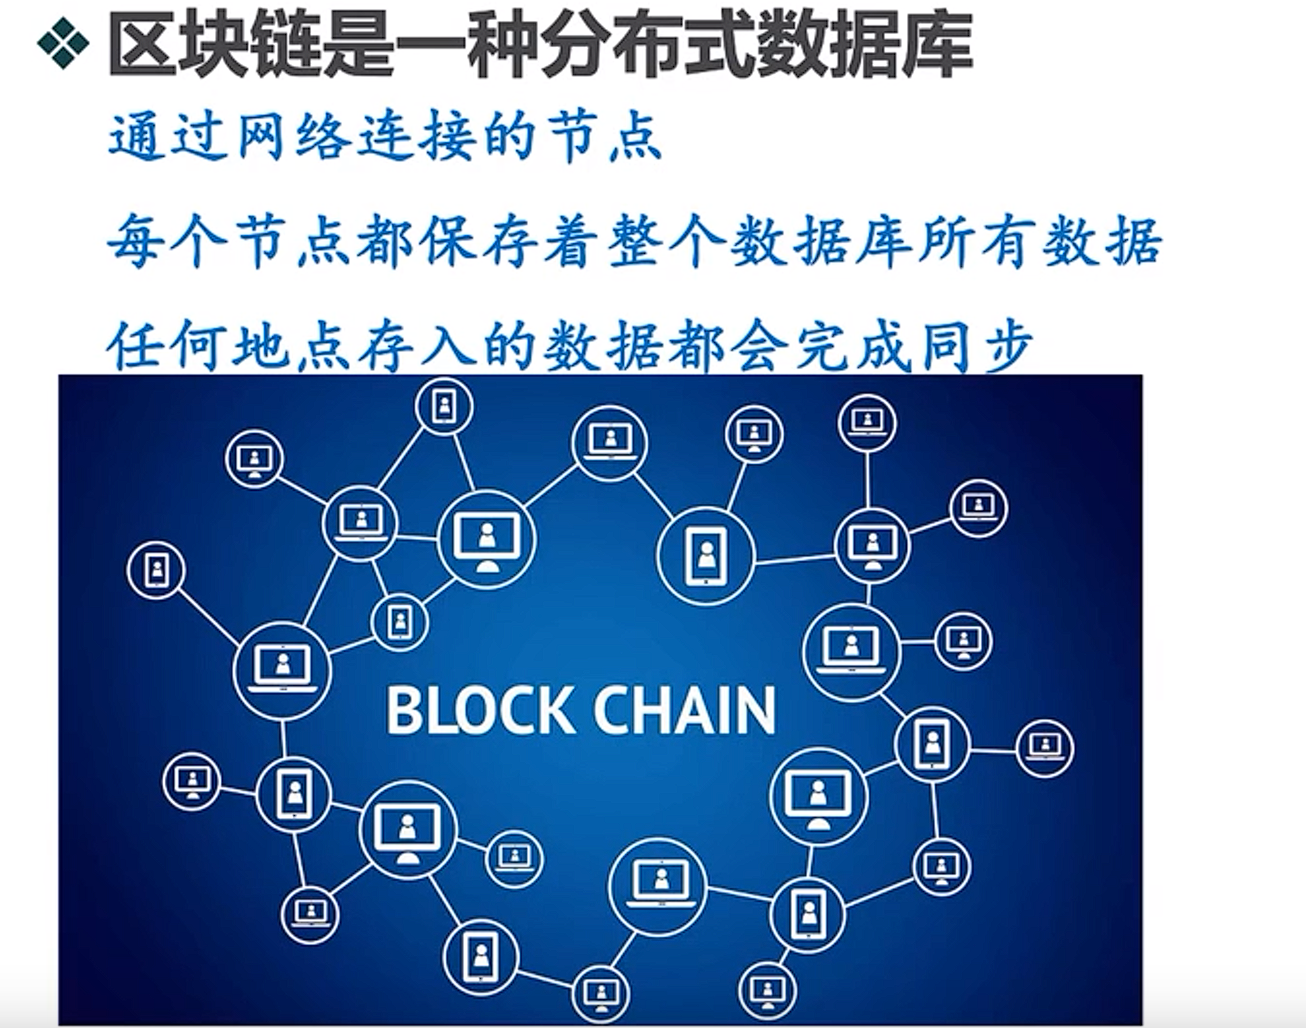 区块链是一种分布式数据库
通过网络连接的节点
每个节点都保存着整个数据库所有数据
任何地点存入的数据都会完成同步
BLOCK CHAIN